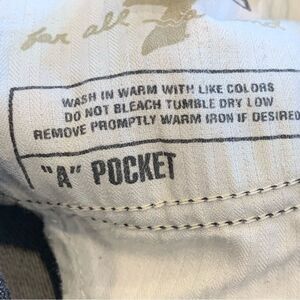 for all
WASH IN WARM WITH LIKE COLORS
DO NOT BLEACH TUMBLE DRY LOW
REMOVE PROMPTLY WARM IRON IF DESIRED
"A" POCKET